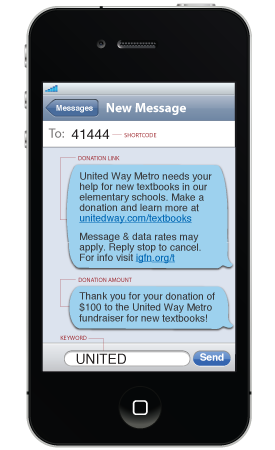 Messages New Message
To: 41444 SHORTCODE
DONATION LINK
United Way Metro needs your
help for new textbooks in our
elementary schools. Make a
donation and learn more at
unitedway.com/textbooks
Message & data rates may
apply. Reply stop to cancel.
For info visit igfn.org/t
DONATION AMOUNT
Thank you for your donation of
$100 to the United Way Metro
fundraiser for new textbooks!
KEYWORD
UNITED Send